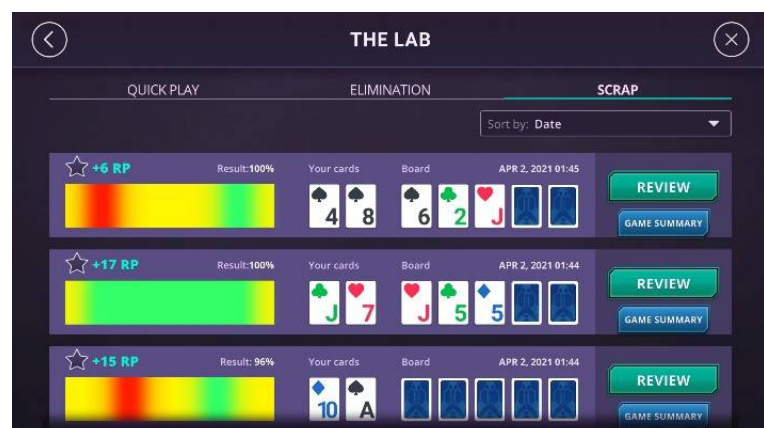 THE LAB
QUICK PLAY ELIMINATION SCRAP
Sort by: Date
+6 RP Result:100% Your cards Board APR 2, 2021 01:45
4 8 6 2 J
REVIEW
GAME SUMMARY
+17 RP Result:100% Your cards Board APR 2, 2021 01:44
J 7 J 5 5
REVIEW
GAME SUMMARY
+15 RP Result: 96% Your cards Board APR 2, 2021 01:44
10 A
REVIEW
GAME SUMMARY